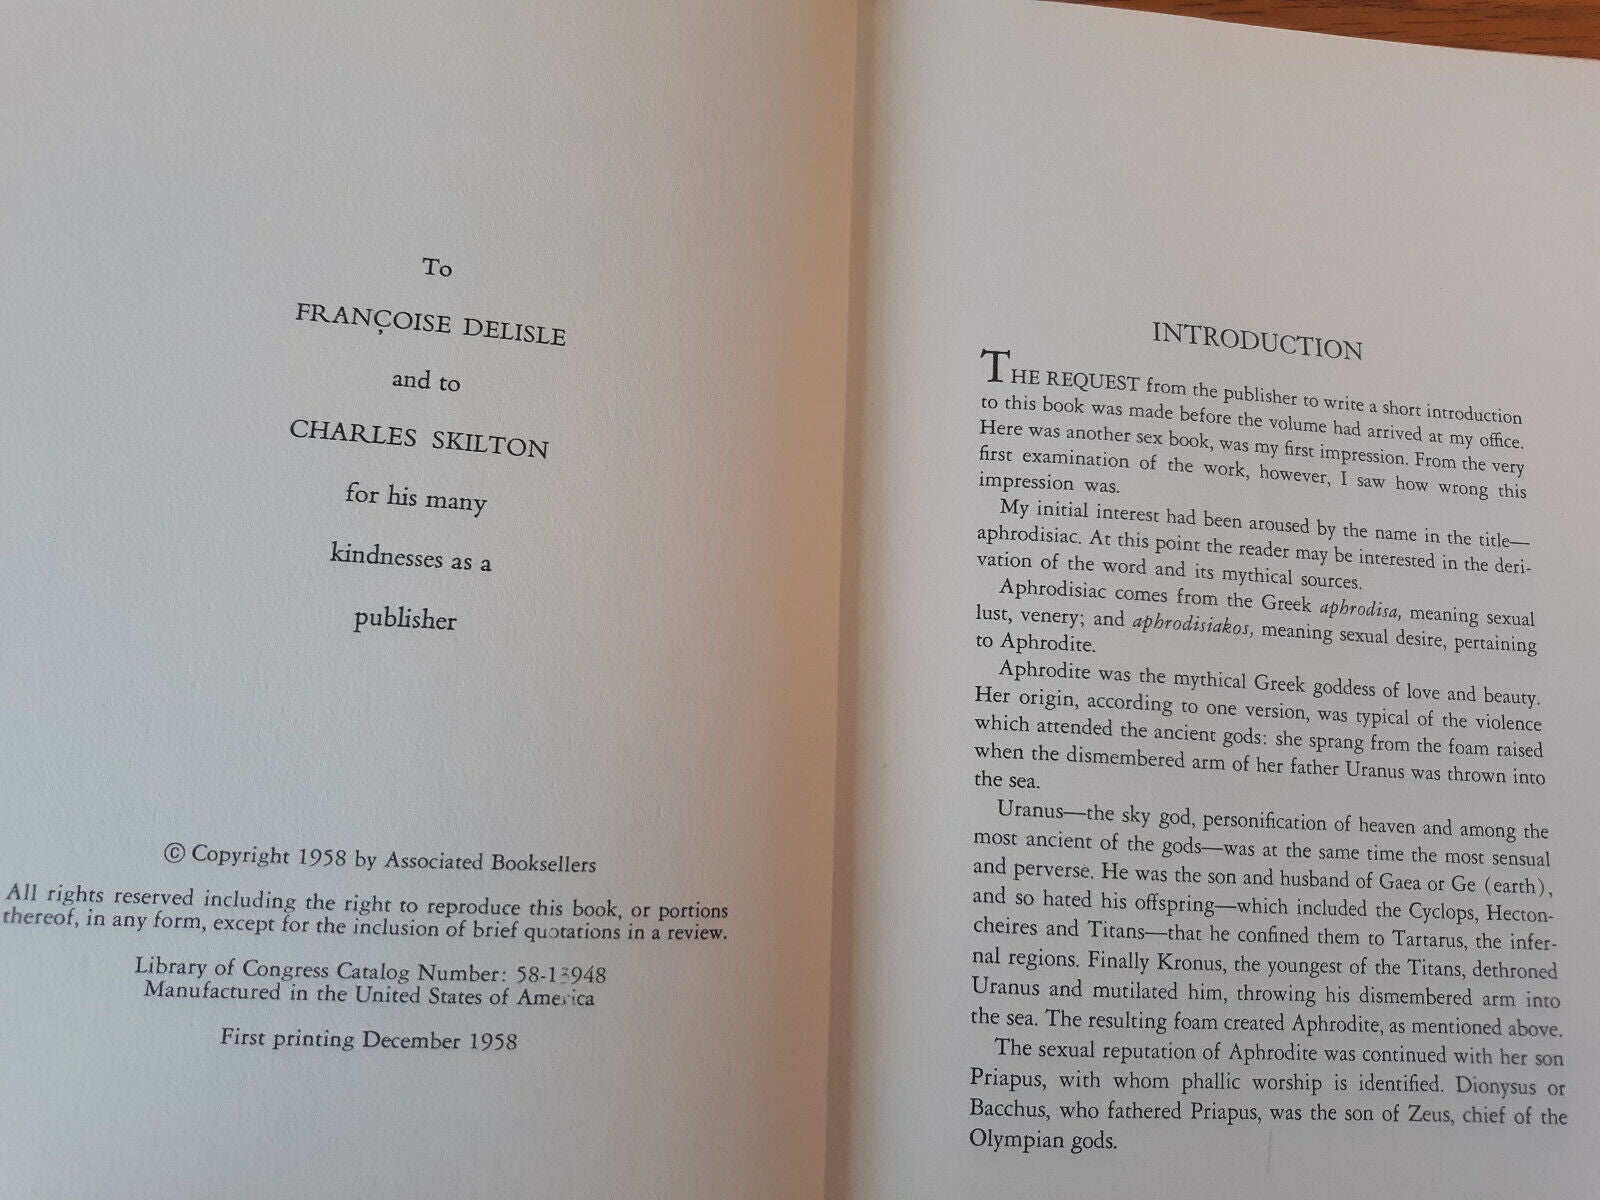 To
FRANÇOISE DELISLE
and to
CHARLES SKILTON
for his many
kindnesses as a
publisher
© Copyright 1958 by Associated Booksellers
All rights reserved including the right to reproduce this book, or portions
thereof, in any form, except for the inclusion of brief quotations in a review.
Library of Congress Catalog Number: 58-13948
Manufactured in the United States of America
First printing December 1958
INTRODUCTION
THE REQUEST from the publisher to write a short introduction
to this book was made before the volume had arrived at my office.
Here was another sex book, was my first impression. From the very
first examination of the work, however, I saw how wrong this
impression was.
My initial interest had been aroused by the name in the title—
aphrodisiac. At this point the reader may be interested in the deri-
vation of the word and its mythical sources.
Aphrodisiac comes from the Greek aphrodisa, meaning sexual
lust, venery; and aphrodisiakos, meaning sexual desire, pertaining
to Aphrodite.
Aphrodite was the mythical Greek goddess of love and beauty.
Her origin, according to one version, was typical of the violence
which attended the ancient gods: she sprang from the foam raised
when the dismembered arm of her father Uranus was thrown into
the sea.
Uranus—the sky god, personification of heaven and among the
most ancient of the gods—was at the same time the most sensual
and perverse. He was the son and husband of Gaea or Ge (earth),
and so hated his offspring—which included the Cyclops, Hecton-
cheires and Titans—that he confined them to Tartarus, the infer-
nal regions. Finally Kronus, the youngest of the Titans, dethroned
Uranus and mutilated him, throwing his dismembered arm into
the sea. The resulting foam created Aphrodite, as mentioned above.
The sexual reputation of Aphrodite was continued with her son
Priapus, with whom phallic worship is identified. Dionysus or
Bacchus, who fathered Priapus, was the son of Zeus, chief of the
Olympian gods.